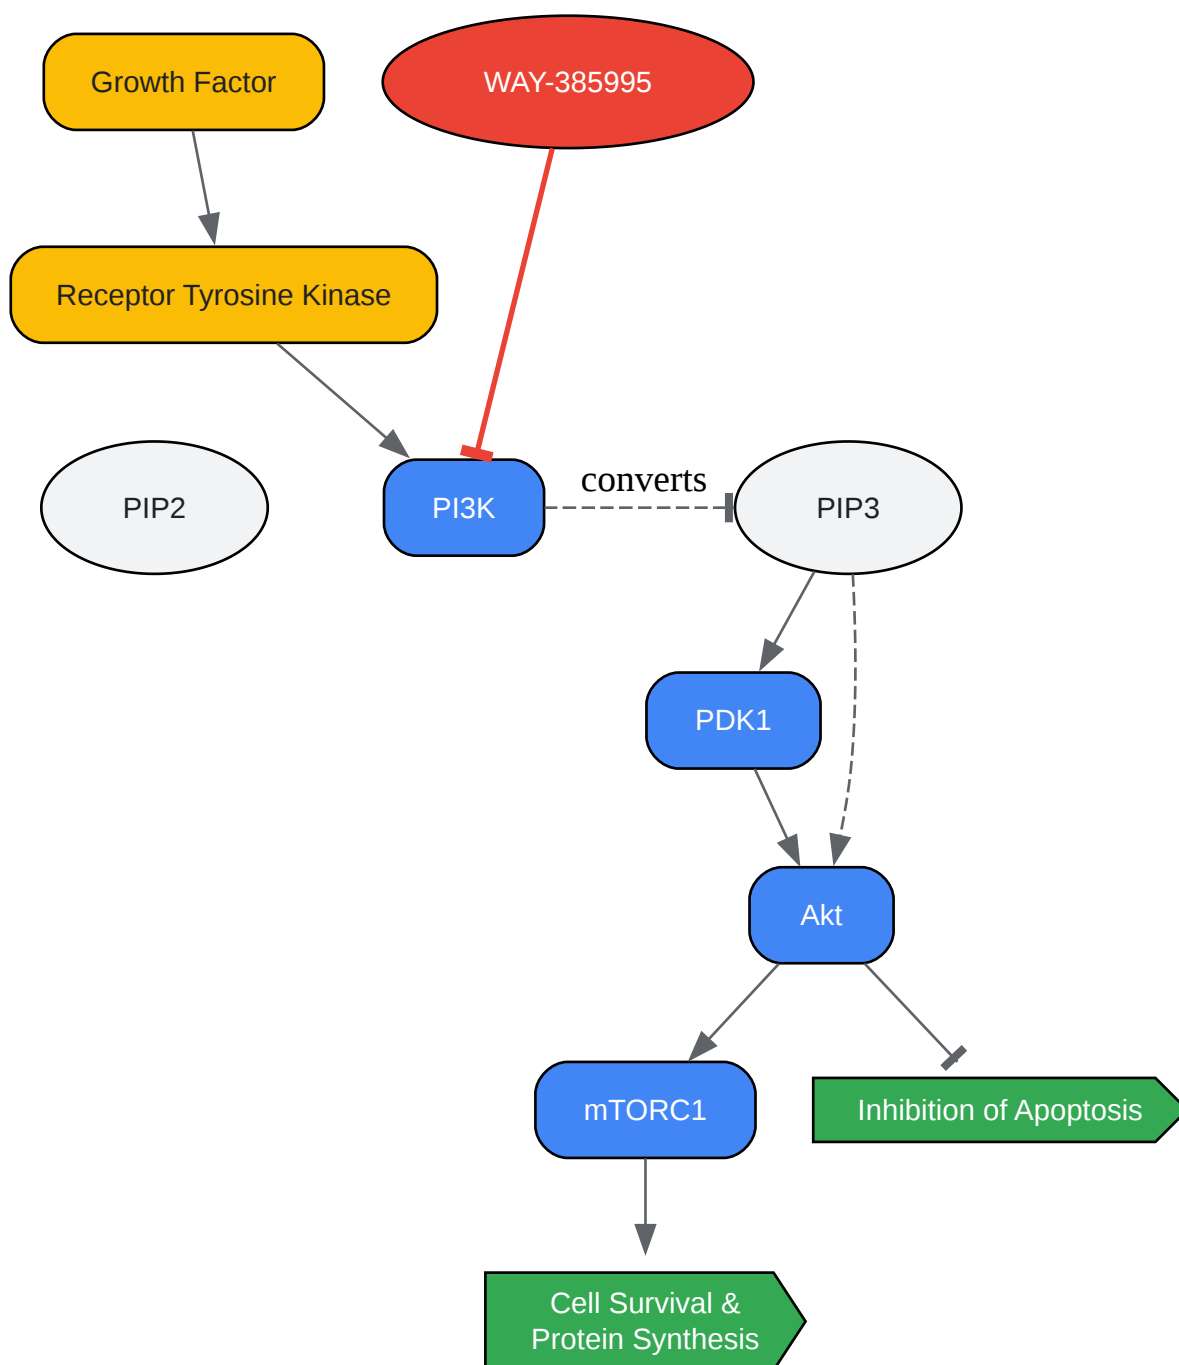 Growth Factor
WAY-385995
Receptor Tyrosine Kinase
PIP2
PI3K
converts
PIP3
PDK1
Akt
mTORC1
Inhibition of Apoptosis
Cell Survival &
Protein Synthesis